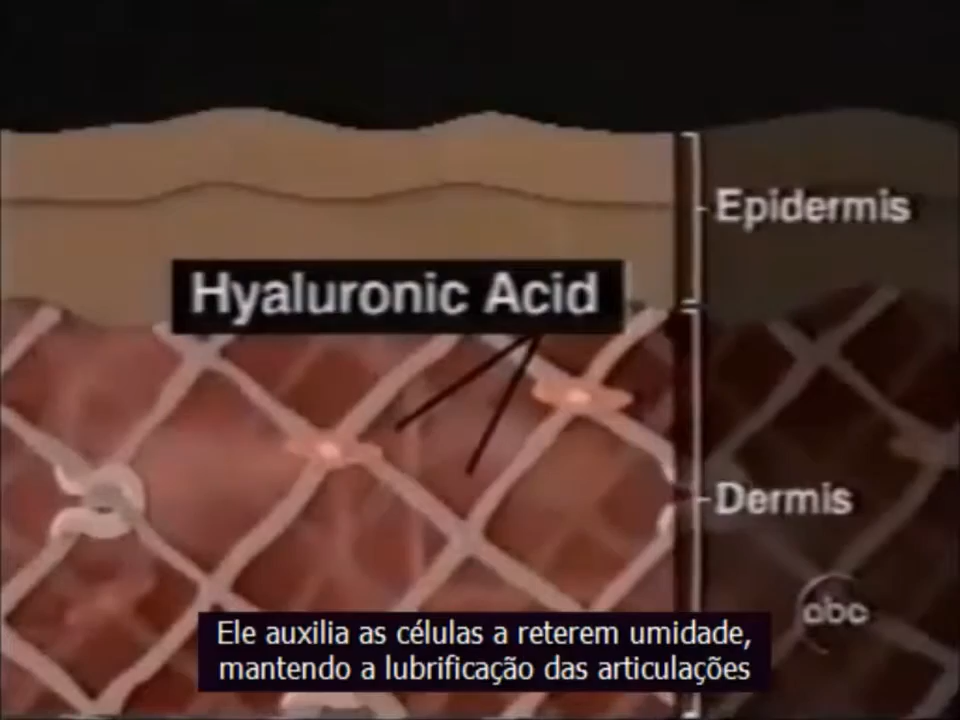 Epidermis
Hyaluronic Acid
Dermis
abc
Ele auxilia as células a reterem umidade,
mantendo a lubrificação das articulações